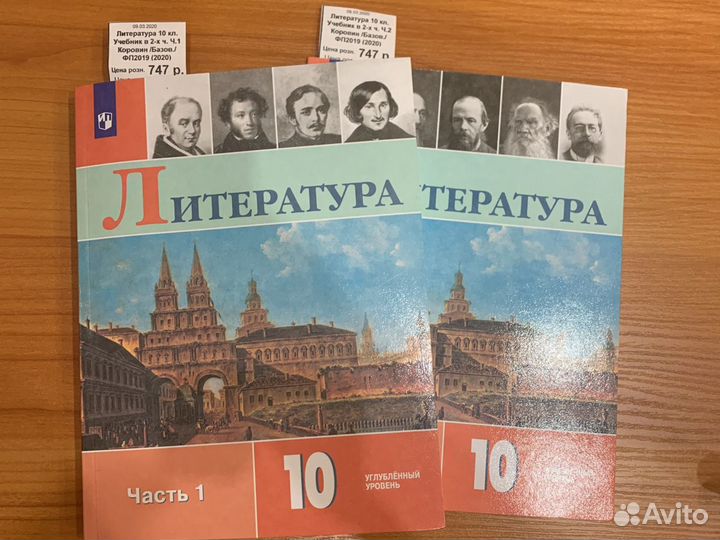 09.03.2020
Литература 10 кл.
Учебник в 2-х ч. Ч.1
Коровин /Базов./
ФП2019 (2020)
Цена розн. 747 р.
09.03.2020
Литература 10 кл.
Учебник в 2-х ч. Ч.2
Коровин /Базов./
ФП2019 (2020)
Цена розн. 747 р.
ЛИТЕРАТУРА
Часть 1
10
УГЛУБЛЁННЫЙ
УРОВЕНЬ
ТЕРАТУРА
10
Avito